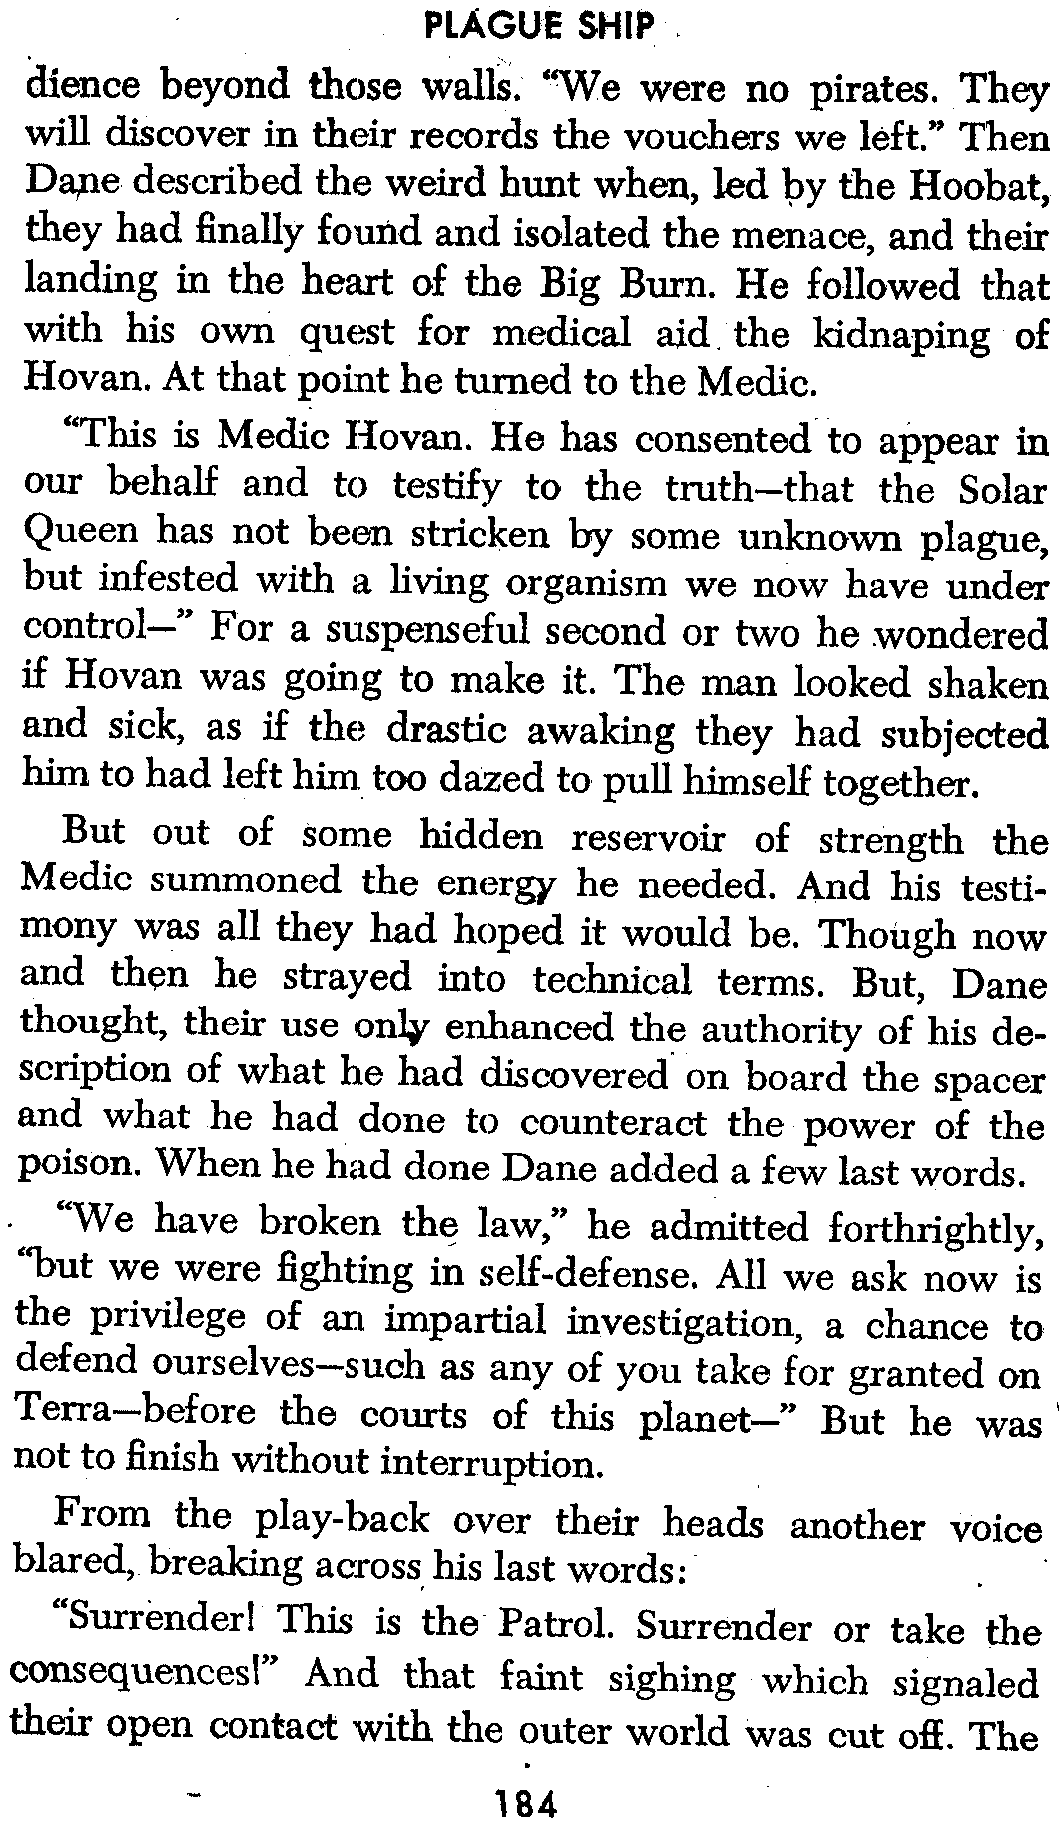 PLAGUE SHIP
dience beyond those walls. “We were no pirates. They
will discover in their records the vouchers we left.” Then
Dane described the weird hunt when, led by the Hoobat,
they had finally found and isolated the menace, and their
landing in the heart of the Big Burn. He followed that
with his own quest for medical aid the kidnaping of
Hovan. At that point he turned to the Medic.
“This is Medic Hovan. He has consented to appear in
our behalf and to testify to the truth—that the Solar
Queen has not been stricken by some unknown plague,
but infested with a living organism we now have under
control—” For a suspenseful second or two he wondered
if Hovan was going to make it. The man looked shaken
and sick, as if the drastic awaking they had subjected
him to had left him too dazed to pull himself together.
But out of some hidden reservoir of strength the
Medic summoned the energy he needed. And his testi-
mony was all they had hoped it would be. Though now
and then he strayed into technical terms. But, Dane
thought, their use only enhanced the authority of his de-
scription of what he had discovered on board the spacer
and what he had done to counteract the power of the
poison. When he had done Dane added a few last words.
“We have broken the law,” he admitted forthrightly,
“but we were fighting in self-defense. All we ask now is
the privilege of an impartial investigation, a chance to
defend ourselves—such as any of you take for granted on
Terra—before the courts of this planet—” But he was
not to finish without interruption.
From the play-back over their heads another voice
blared, breaking across his last words:
“Surrender! This is the Patrol. Surrender or take the
consequences!” And that faint sighing which signaled
their open contact with the outer world was cut off. The
184